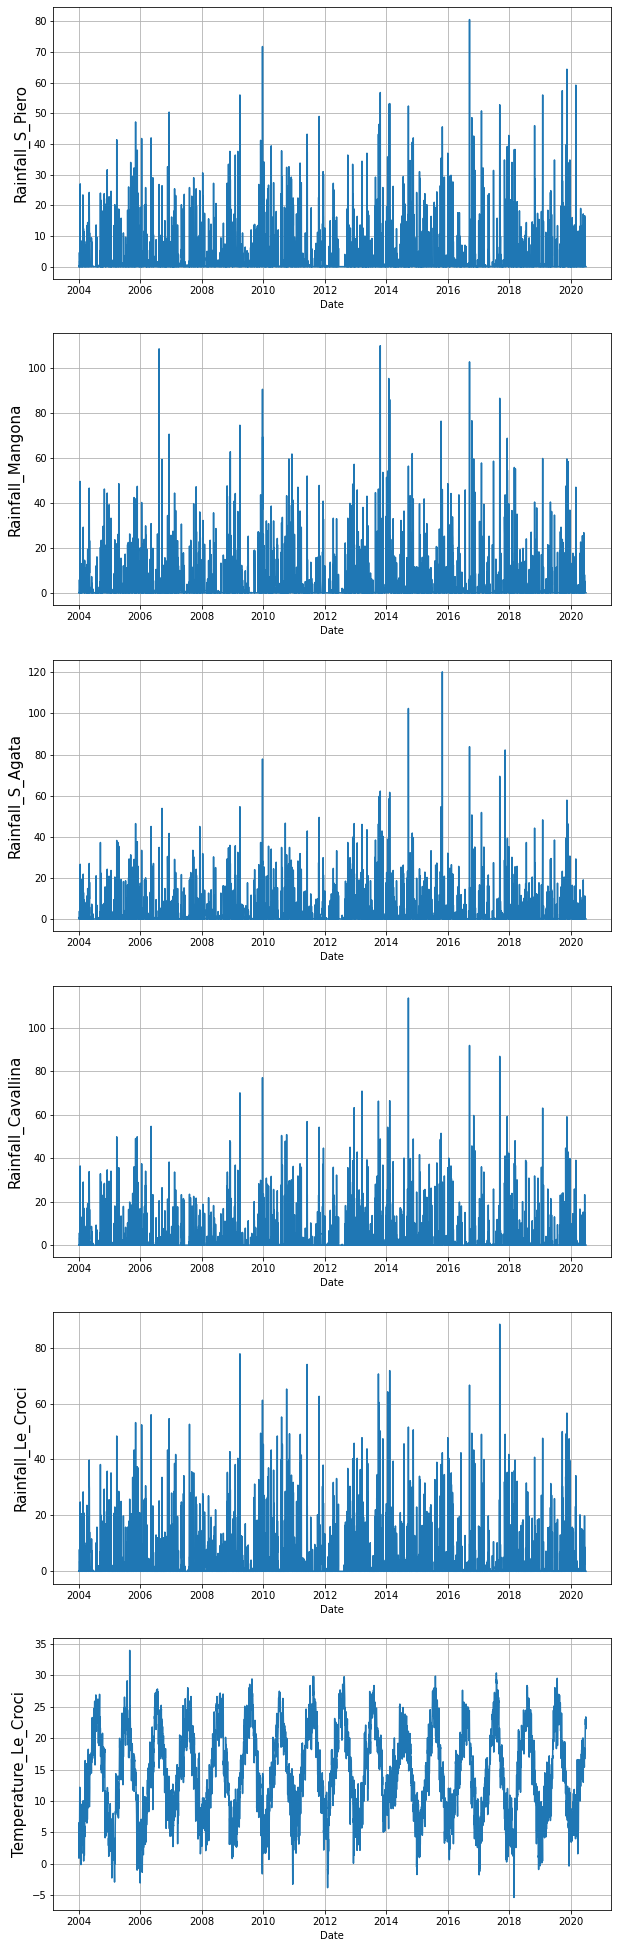 Rainfall_S_Piero
80
70
60
50
40
30
20
10
0
2004 2006 2008 2010 2012 2014 2016 2018 2020
Date
Rainfall_Mangona
100
80
60
40
20
0
2004 2006 2008 2010 2012 2014 2016 2018 2020
Date
Rainfall_S_Agata
120
100
80
60
40
20
0
2004 2006 2008 2010 2012 2014 2016 2018 2020
Date
Rainfall_Cavallina
100
80
60
40
20
0
2004 2006 2008 2010 2012 2014 2016 2018 2020
Date
Rainfall_Le_Croci
80
60
40
20
0
2004 2006 2008 2010 2012 2014 2016 2018 2020
Date
Temperature_Le_Croci
35
30
25
20
15
10
5
0
−5
2004 2006 2008 2010 2012 2014 2016 2018 2020
Date